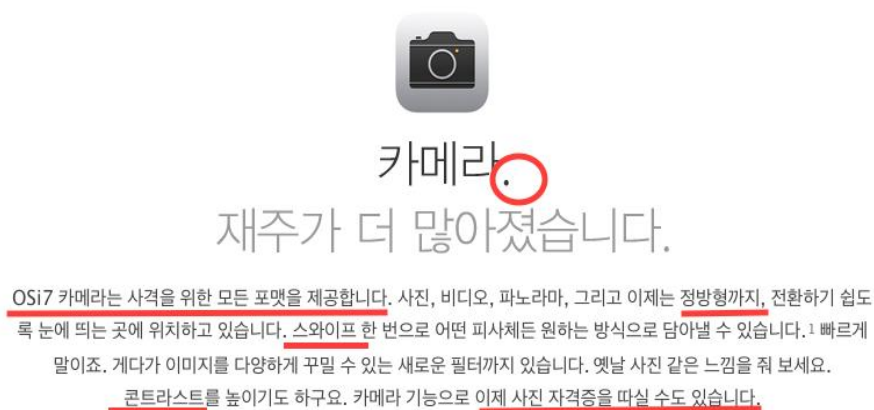 카메라.
재주가 더 많아졌습니다.
OSi7 카메라는 사격을 위한 모든 포맷을 제공합니다. 사진, 비디오, 파노라마, 그리고 이제는 정방형까지, 전환하기 쉽도
록 눈에 띄는 곳에 위치하고 있습니다. 스와이프 한 번으로 어떤 피사체든 원하는 방식으로 담아낼 수 있습니다.¹ 빠르게
말이죠. 게다가 이미지를 다양하게 꾸밀 수 있는 새로운 필터까지 있습니다. 옛날 사진 같은 느낌을 줘 보세요.
콘트라스트를 높이기도 하구요. 카메라 기능으로 이제 사진 자격증을 따실 수도 있습니다.